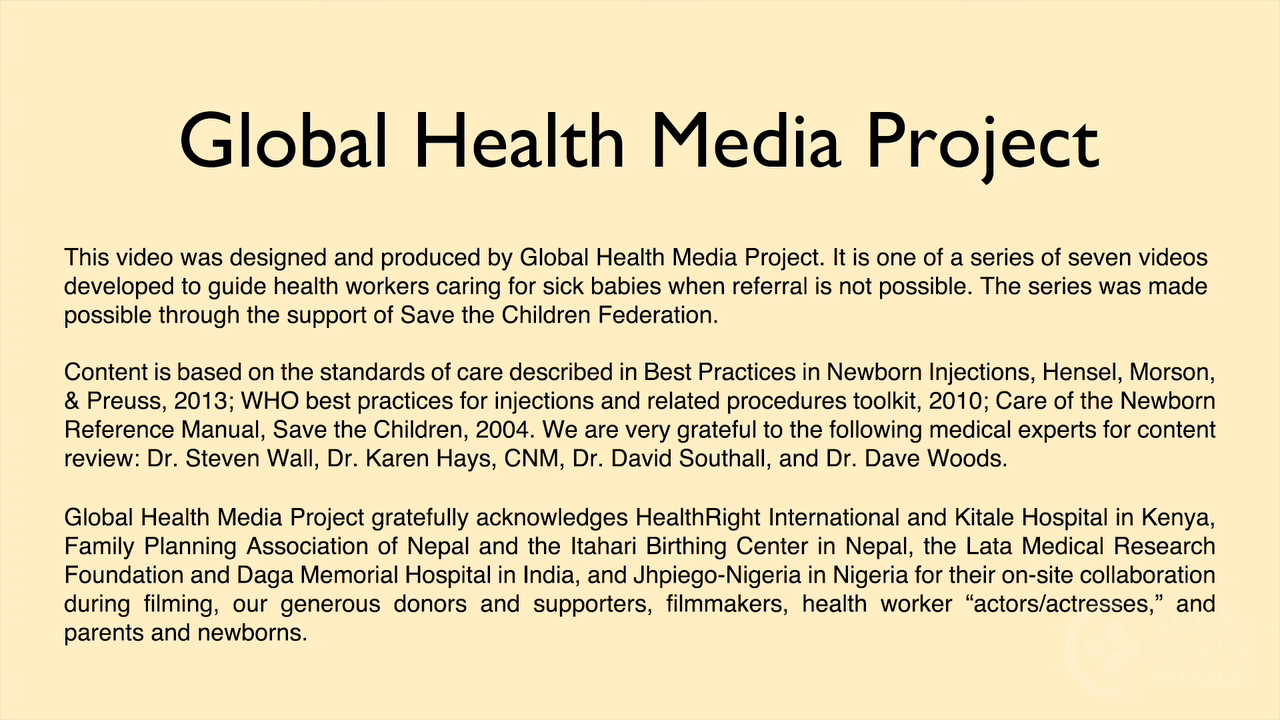 Global Health Media Project
This video was designed and produced by Global Health Media Project. It is one of a series of seven videos
developed to guide health workers caring for sick babies when referral is not possible. The series was made
possible through the support of Save the Children Federation.
Content is based on the standards of care described in Best Practices in Newborn Injections, Hensel, Morson,
& Preuss, 2013; WHO best practices for injections and related procedures toolkit, 2010; Care of the Newborn
Reference Manual, Save the Children, 2004. We are very grateful to the following medical experts for content
review: Dr. Steven Wall, Dr. Karen Hays, CNM, Dr. David Southall, and Dr. Dave Woods.
Global Health Media Project gratefully acknowledges HealthRight International and Kitale Hospital in Kenya,
Family Planning Association of Nepal and the Itahari Birthing Center in Nepal, the Lata Medical Research
Foundation and Daga Memorial Hospital in India, and Jhpiego-Nigeria in Nigeria for their on-site collaboration
during filming, our generous donors and supporters, filmmakers, health worker “actors/actresses,” and
parents and newborns.
HEALTH
MEDIA